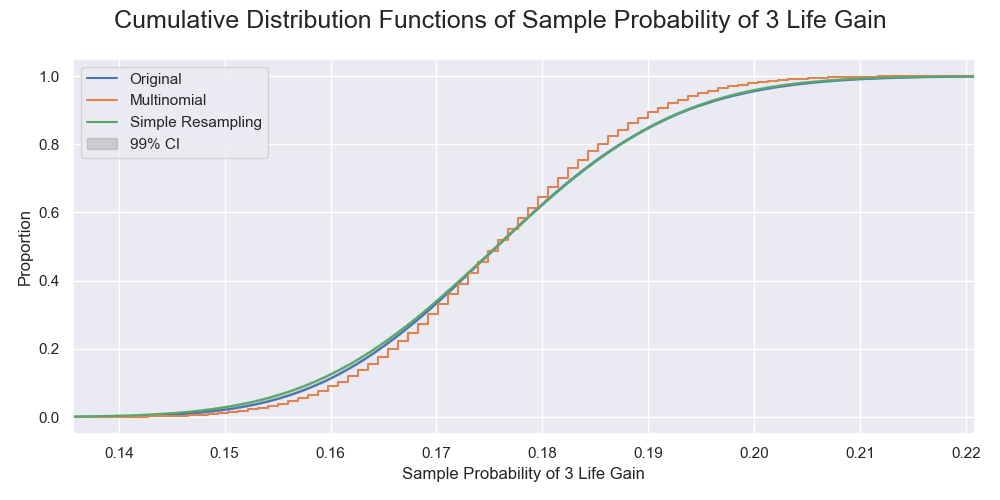 Cumulative Distribution Functions of Sample Probability of 3 Life Gain
Original
Multinomial
Simple Resampling
99% CI
1.0
0.8
0.6
0.4
0.2
0.0
Proportion
0.14 0.15 0.16 0.17 0.18 0.19 0.20 0.21 0.22
Sample Probability of 3 Life Gain